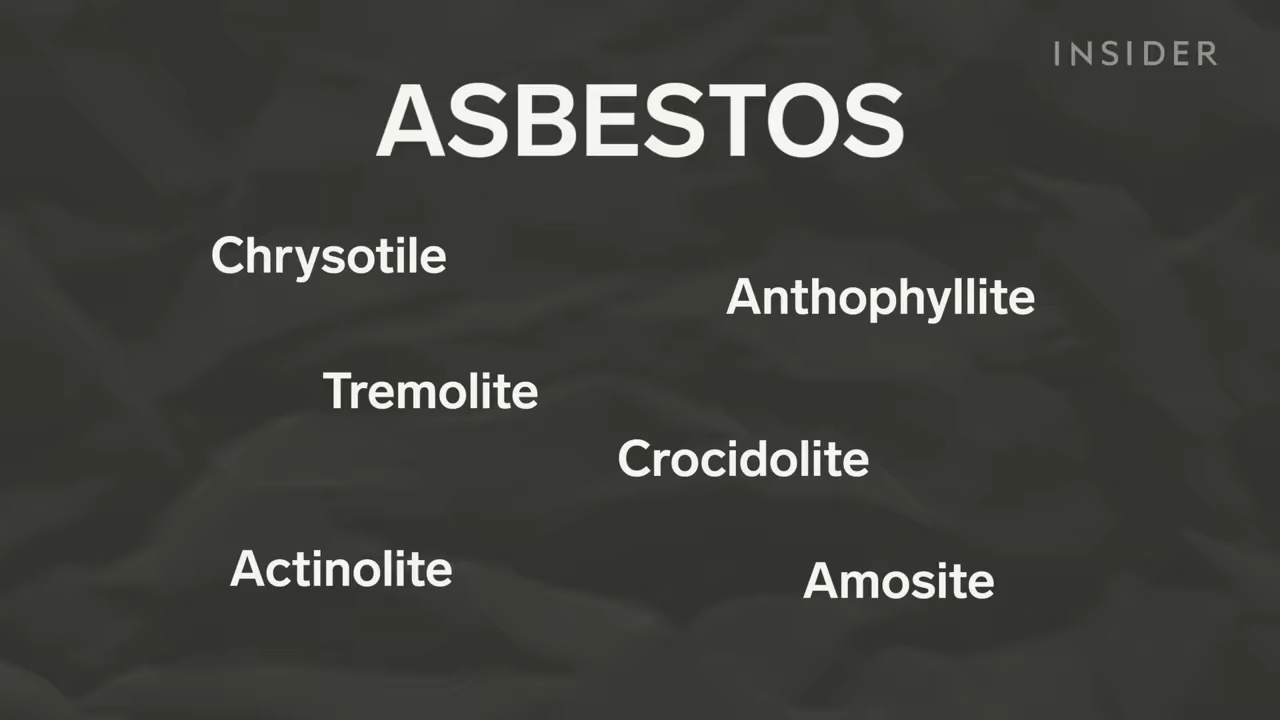 INSIDER
ASBESTOS
Chrysotile
Anthophyllite
Tremolite
Crocidolite
Actinolite
Amosite